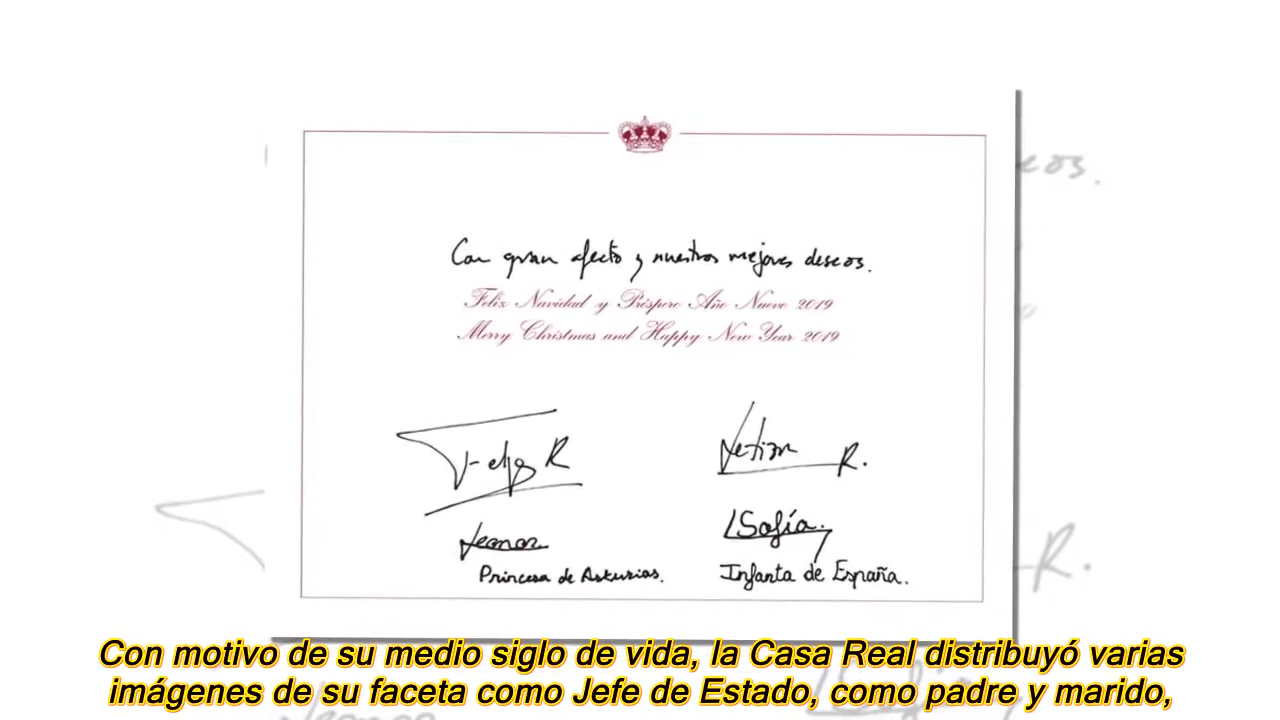 Con gran afecto y nuestros mejores deseos.
Feliz Navidad y Próspero Año Nuevo 2019
Merry Christmas and Happy New Year 2019
Felipe R
Letizia R.
Leonor
Princesa de Asturias.
Sofía.
Infanta de España.
eos.
R.
Con motivo de su medio siglo de vida, la Casa Real distribuyó varias
imágenes de su faceta como Jefe de Estado, como padre y marido,